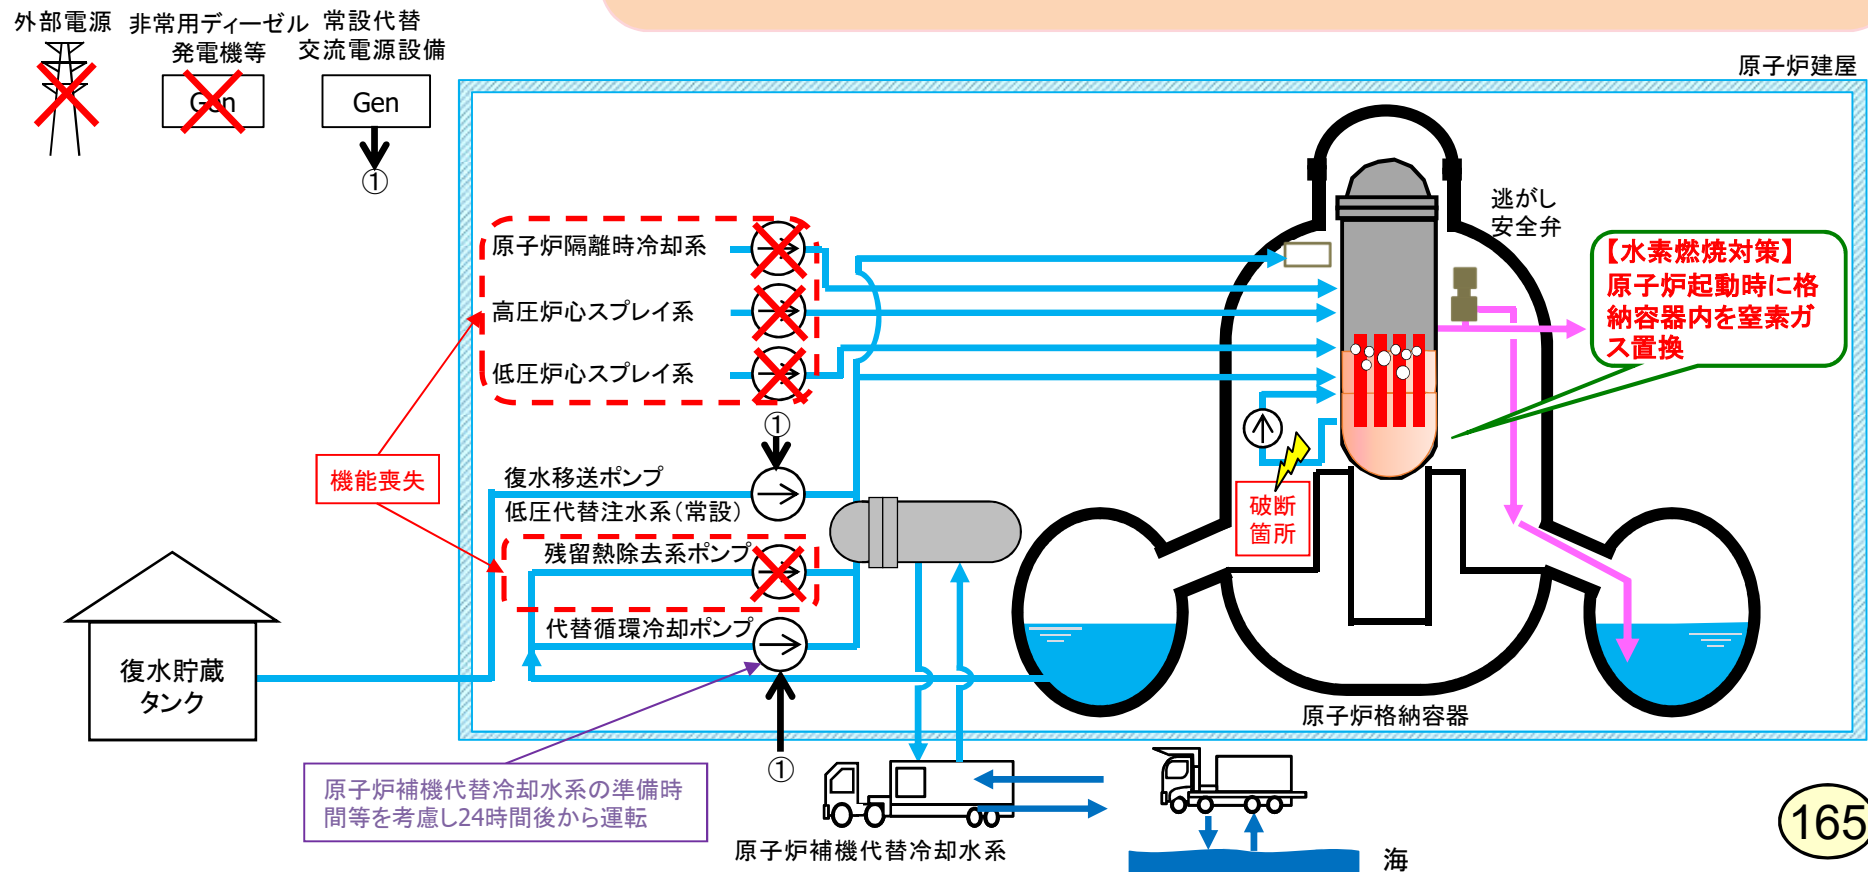 外部電源
非常用ディーゼル
発電機等
常設代替
交流電源設備
Gen
Gen
①
原子炉建屋
原子炉隔離時冷却系
高圧炉心スプレイ系
低圧炉心スプレイ系
①
機能喪失
復水移送ポンプ
低圧代替注水系（常設）
残留熱除去系ポンプ
代替循環冷却ポンプ
①
復水貯蔵
タンク
逃がし
安全弁
【水素燃焼対策】
原子炉起動時に格
納容器内を窒素ガ
ス置換
破断
箇所
原子炉格納容器
原子炉補機代替冷却水系の準備時
間等を考慮し24時間後から運転
原子炉補機代替冷却水系
海
165